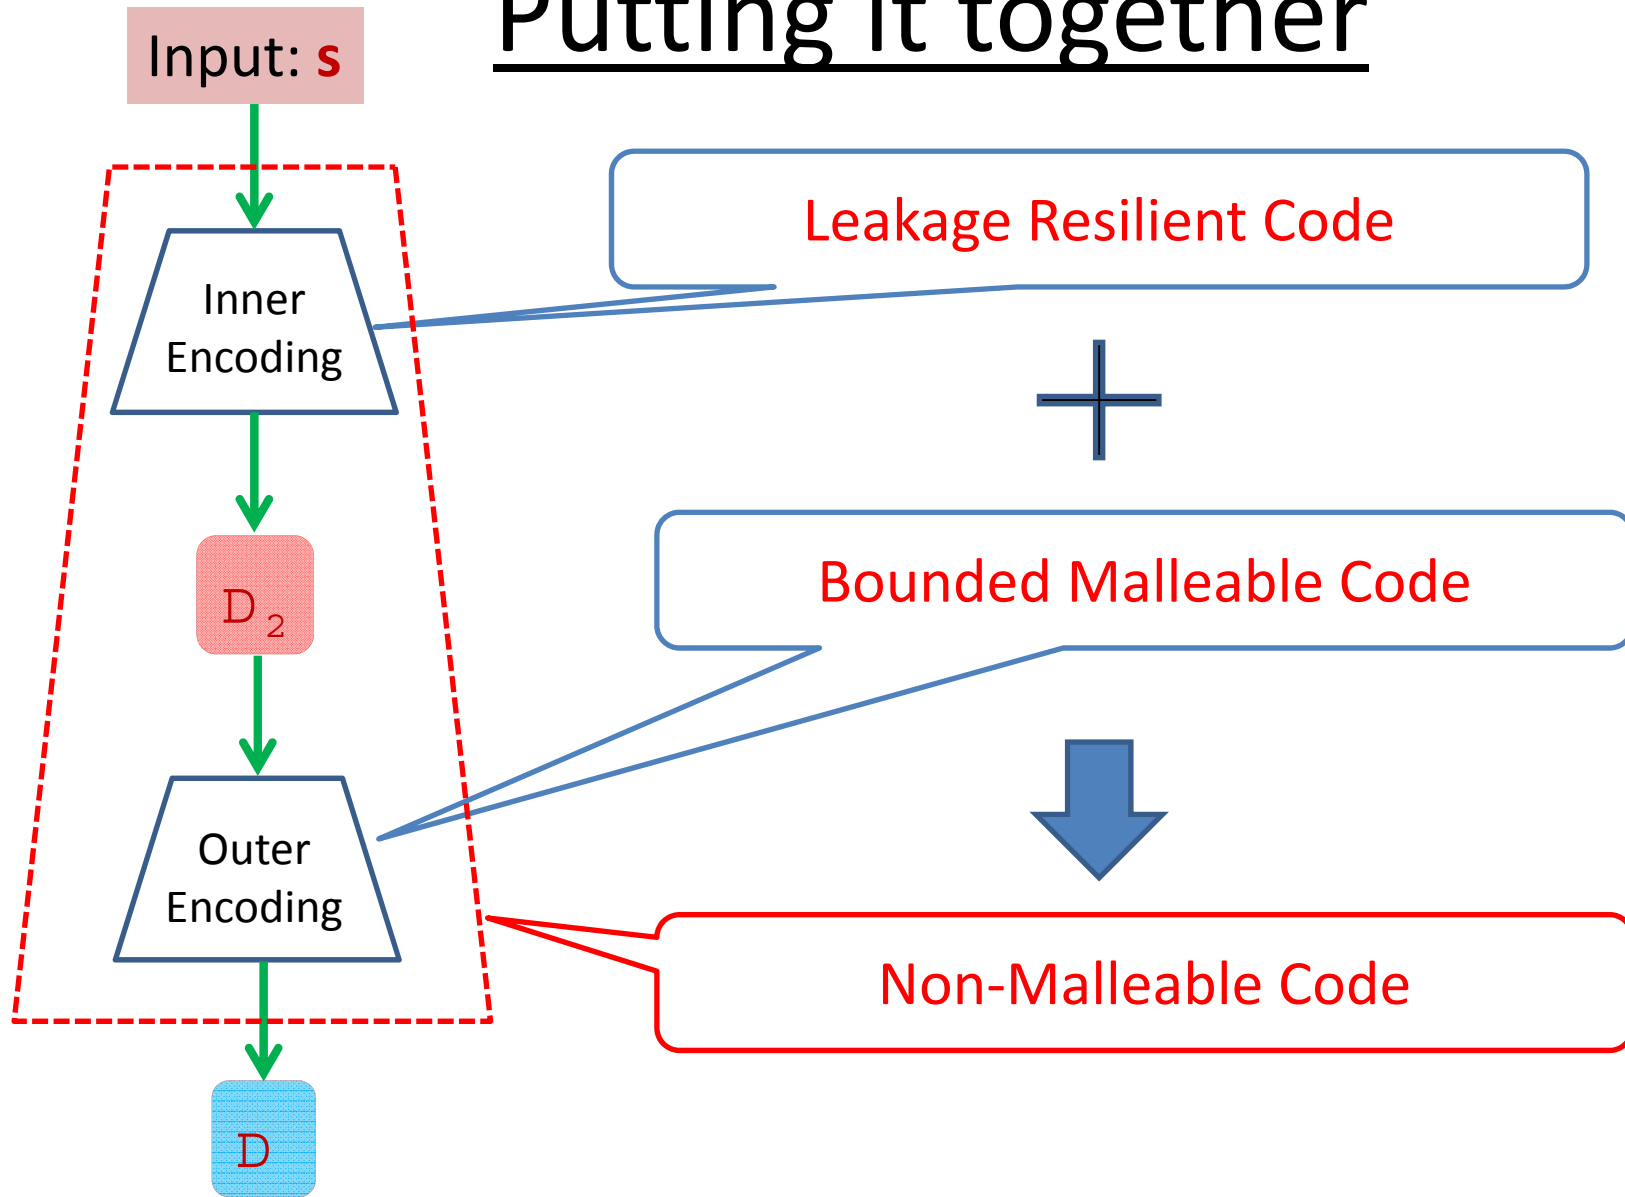 Putting it together
Input: s
Leakage Resilient Code
Inner
Encoding
Bounded Malleable Code
D2
Outer
Encoding
Non-Malleable Code
D